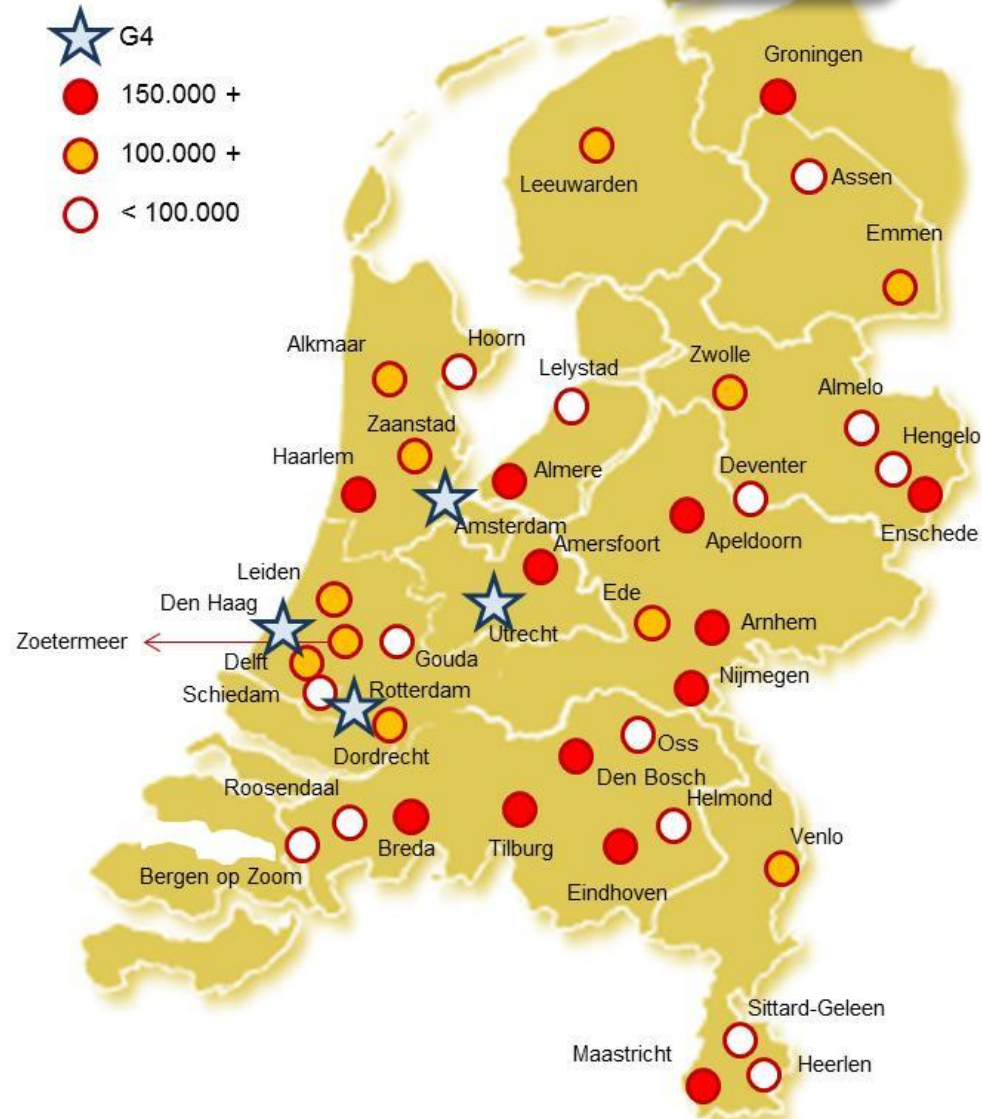 G4
150.000 +
100.000 +
< 100.000
Groningen
Leeuwarden
Assen
Emmen
Alkmaar
Hoorn
Lelystad
Zwolle
Almelo
Zaanstad
Haarlem
Almere
Deventer
Hengelo
Amsterdam
Amersfoort
Apeldoorn
Enschede
Leiden
Den Haag
Ede
Zoetermeer
Utrecht
Arnhem
Delft
Gouda
Schiedam
Rotterdam
Nijmegen
Dordrecht
Oss
Den Bosch
Roosendaal
Helmond
Breda
Tilburg
Venlo
Bergen op Zoom
Eindhoven
Sittard-Geleen
Maastricht
Heerlen